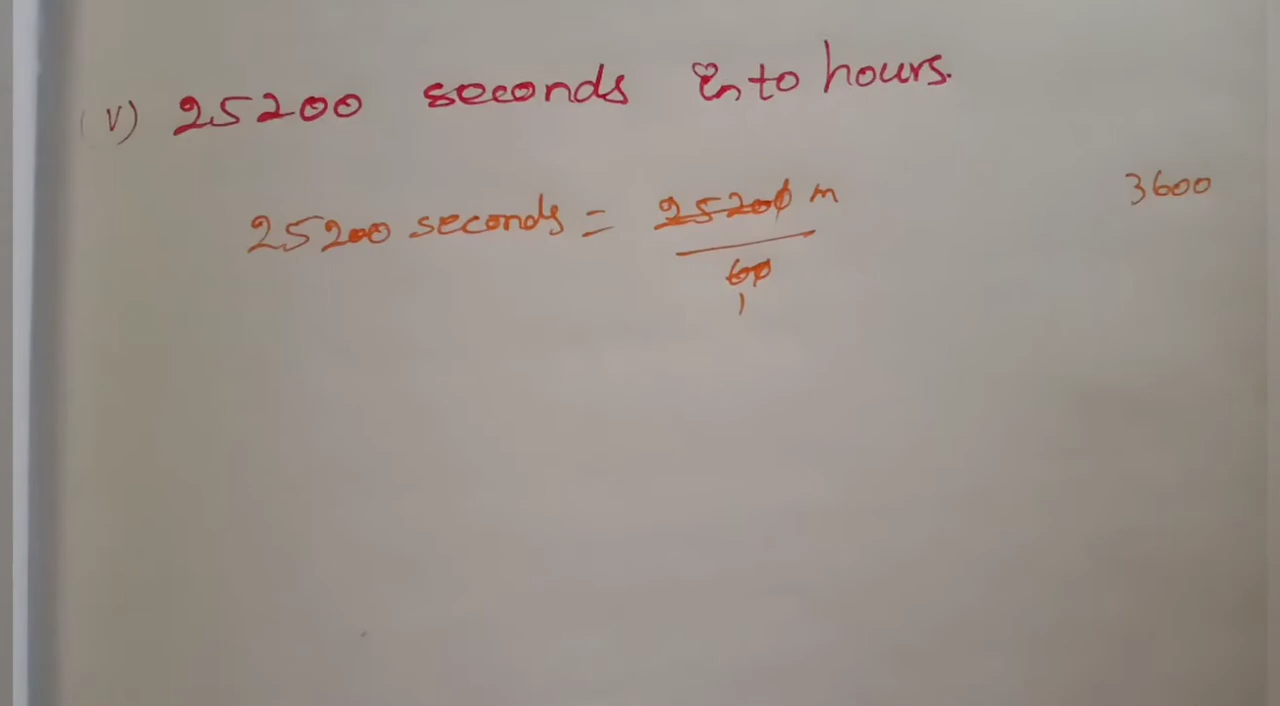 (V) 25200 seconds into hours.
25200 seconds = 25200 m 3600
60
1